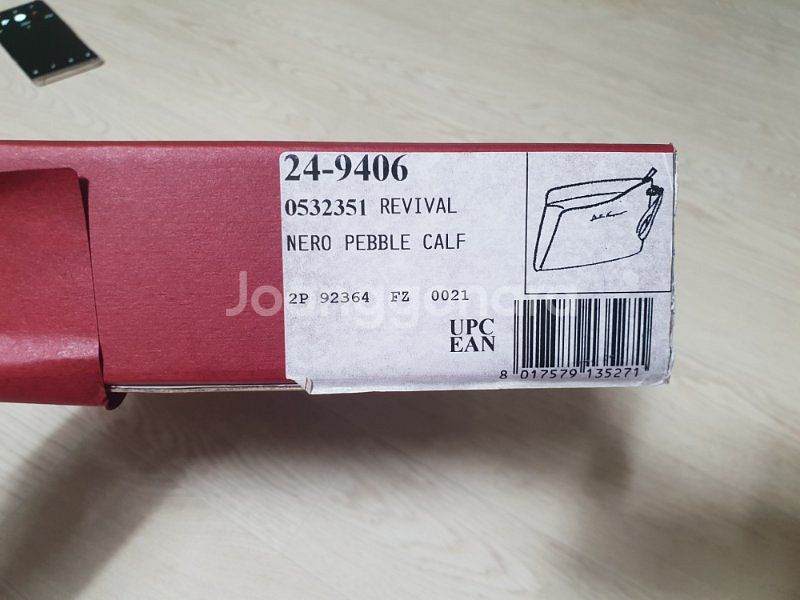 24-9406
0532351 REVIVAL
NERO PEBBLE CALF
2P 92364 FZ 0021
UPC
EAN
8 017579 135271